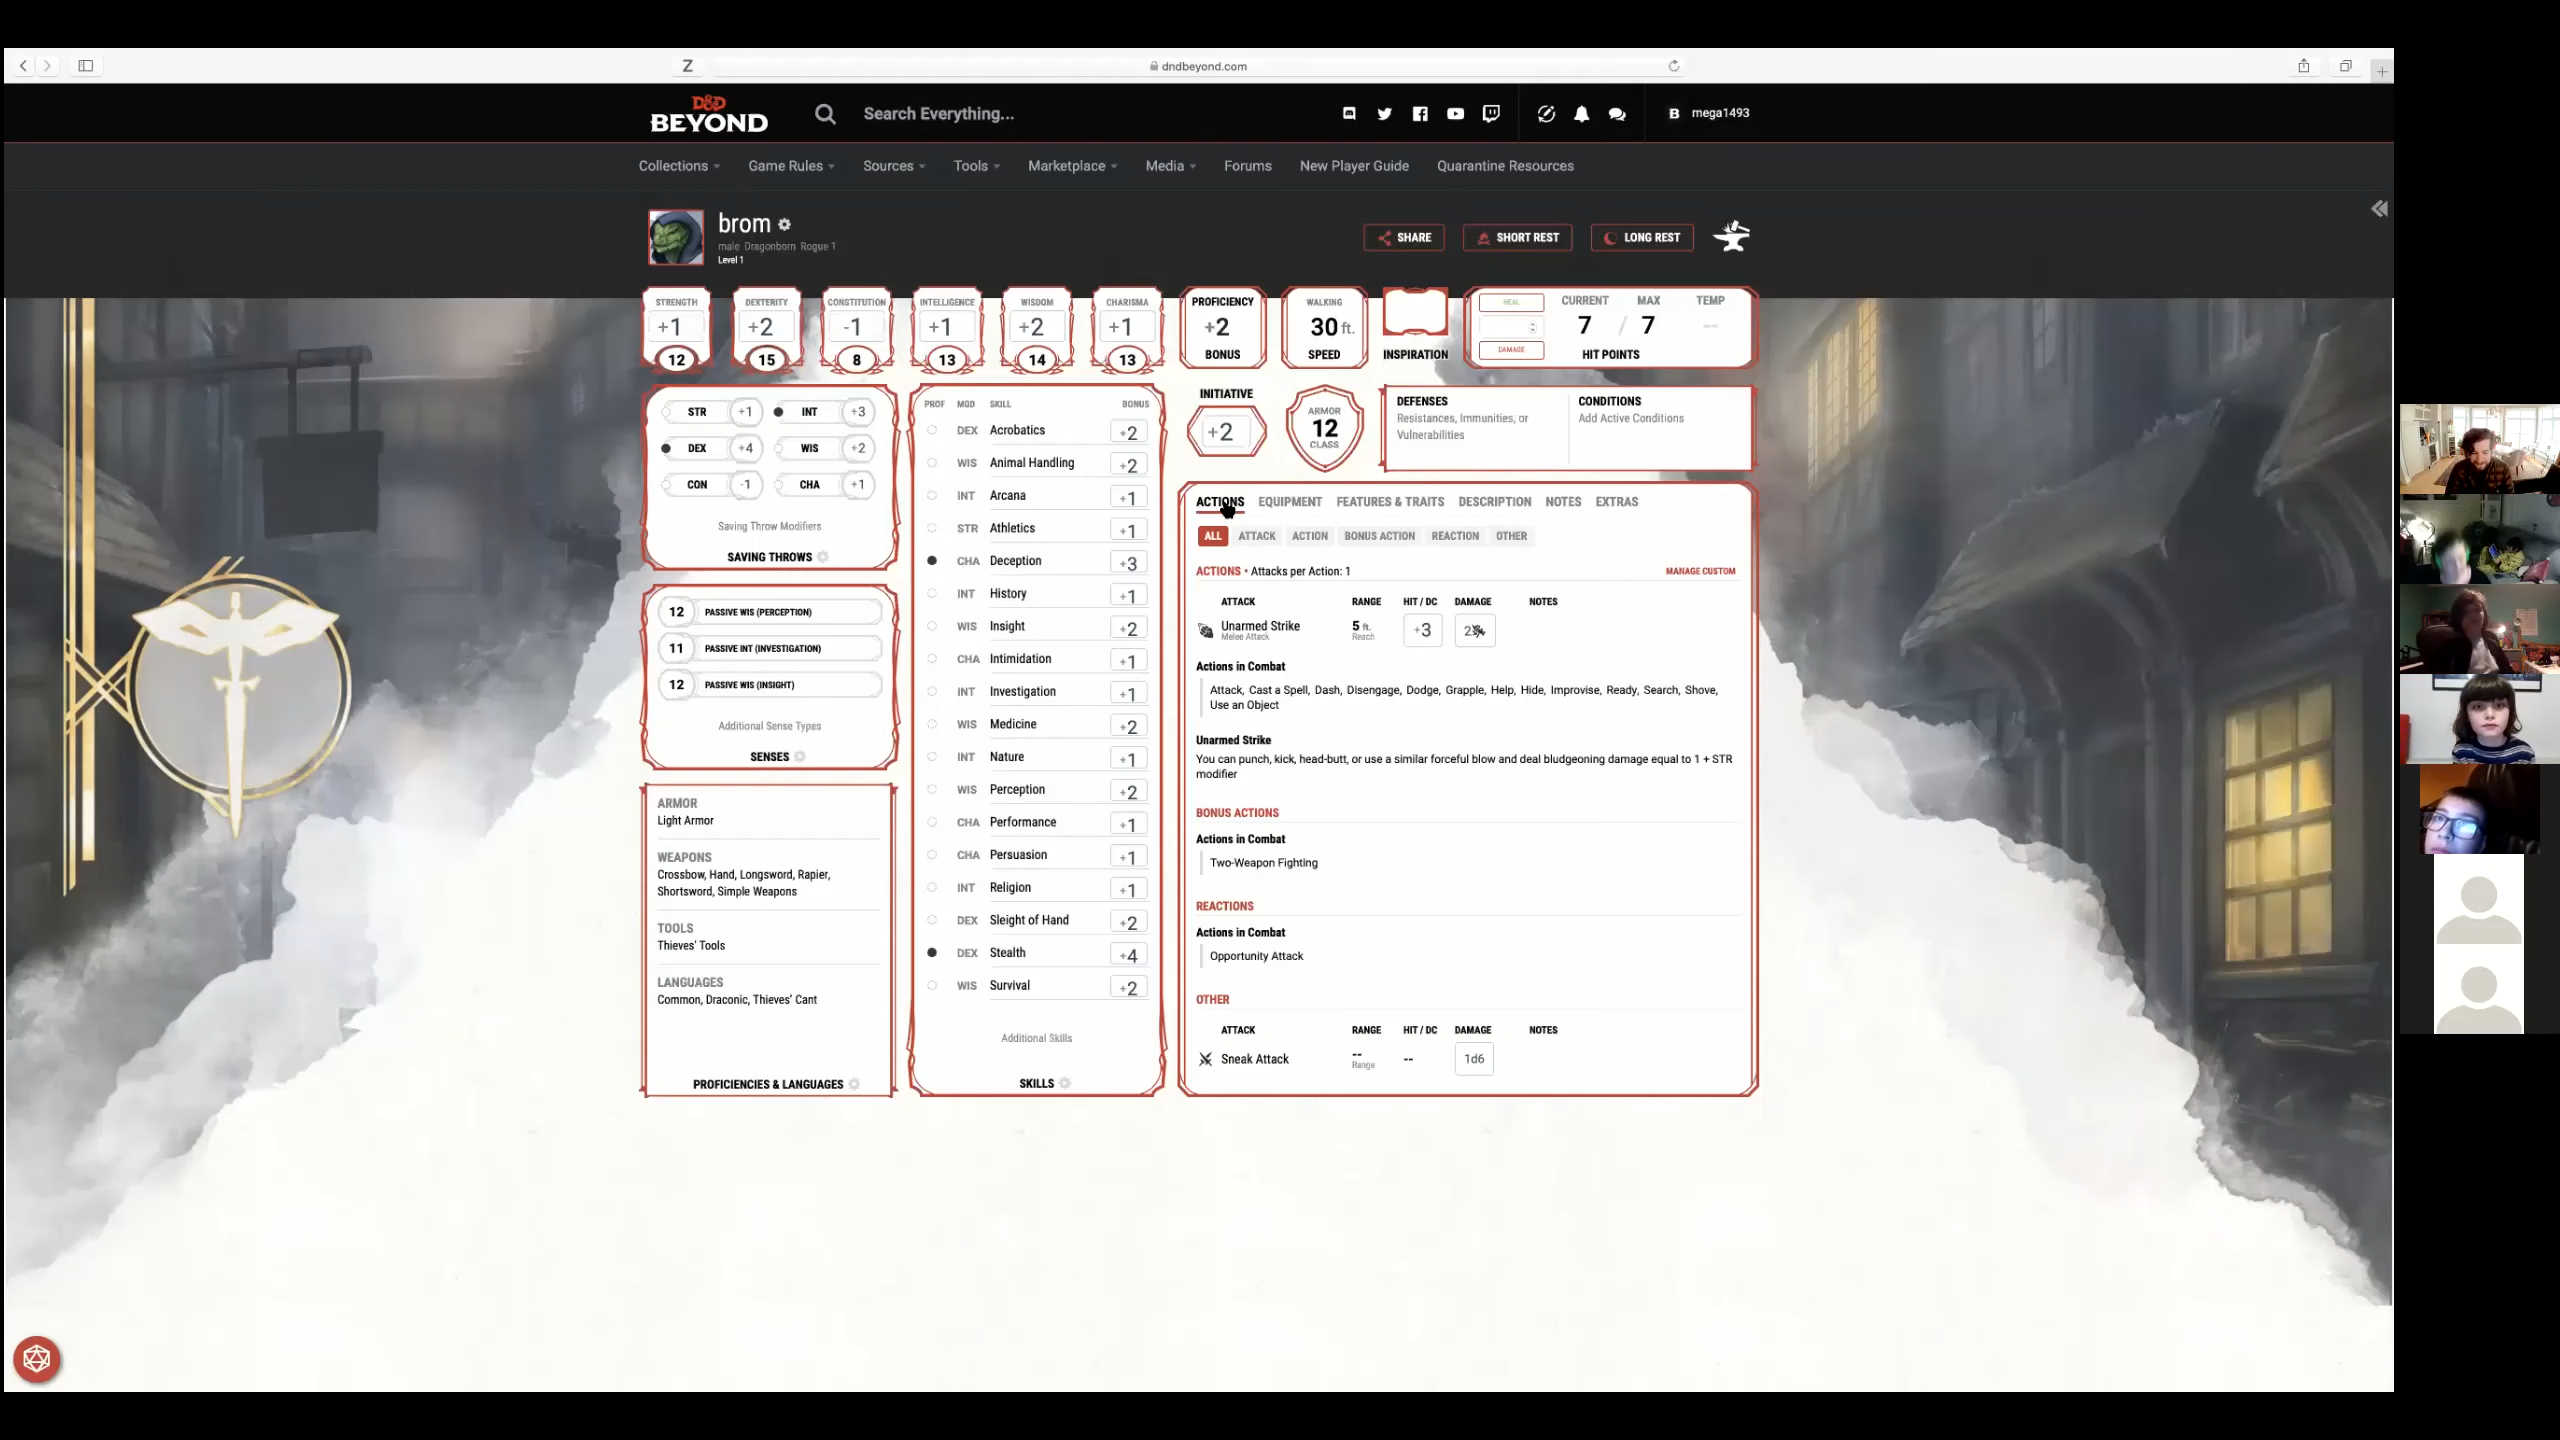 Z
dndbeyond.com
D&D
BEYOND
Search Everything...
B mega1493
Collections Game Rules Sources Tools Marketplace Media Forums New Player Guide Quarantine Resources
brom
male Dragonborn Rogue 1
Level 1
SHARE SHORT REST LONG REST
STRENGTH
+1
12
DEXTERITY
+2
15
CONSTITUTION
-1
8
INTELLIGENCE
+1
13
WISDOM
+2
14
CHARISMA
+1
13
PROFICIENCY
+2
BONUS
WALKING
30 ft.
SPEED
INSPIRATION
HEAL
DAMAGE
CURRENT MAX TEMP
7 / 7 --
HIT POINTS
STR +1 INT +3
DEX +4 WIS +2
CON -1 CHA +1
Saving Throw Modifiers
SAVING THROWS
12 PASSIVE WIS (PERCEPTION)
11 PASSIVE INT (INVESTIGATION)
12 PASSIVE WIS (INSIGHT)
Additional Sense Types
SENSES
ARMOR
Light Armor
WEAPONS
Crossbow, Hand, Longsword, Rapier,
Shortsword, Simple Weapons
TOOLS
Thieves' Tools
LANGUAGES
Common, Draconic, Thieves' Cant
PROFICIENCIES & LANGUAGES
PROF MOD SKILL BONUS
DEX Acrobatics +2
WIS Animal Handling +2
INT Arcana +1
STR Athletics +1
CHA Deception +3
INT History +1
WIS Insight +2
CHA Intimidation +1
INT Investigation +1
WIS Medicine +2
INT Nature +1
WIS Perception +2
CHA Performance +1
CHA Persuasion +1
INT Religion +1
DEX Sleight of Hand +2
DEX Stealth +4
WIS Survival +2
Additional Skills
SKILLS
INITIATIVE
+2
ARMOR
12
CLASS
DEFENSES
Resistances, Immunities, or
Vulnerabilities
CONDITIONS
Add Active Conditions
ACTIONS EQUIPMENT FEATURES & TRAITS DESCRIPTION NOTES EXTRAS
ALL ATTACK ACTION BONUS ACTION REACTION OTHER
ACTIONS • Attacks per Action: 1 MANAGE CUSTOM
ATTACK RANGE HIT / DC DAMAGE NOTES
Unarmed Strike 5 ft. +3 2
Melee Attack Reach
Actions in Combat
Attack, Cast a Spell, Dash, Disengage, Dodge, Grapple, Help, Hide, Improvise, Ready, Search, Shove,
Use an Object
Unarmed Strike
You can punch, kick, head-butt, or use a similar forceful blow and deal bludgeoning damage equal to 1 + STR
modifier
BONUS ACTIONS
Actions in Combat
Two-Weapon Fighting
REACTIONS
Actions in Combat
Opportunity Attack
OTHER
ATTACK RANGE HIT / DC DAMAGE NOTES
Sneak Attack -- -- 1d6
Range